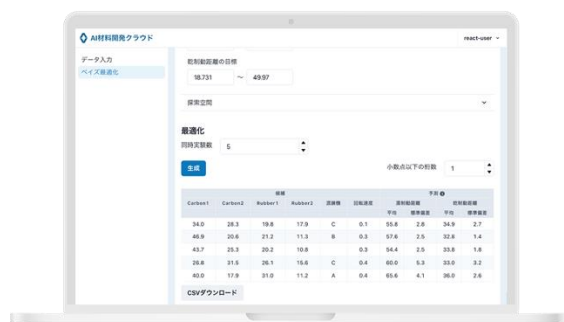 AI材料開発クラウド
react-user
データ入力
ベイズ最適化
乾制動距離の目標
18.731 ～ 49.97
探索空間
最適化
同時実験数 5
生成 小数点以下の桁数 1
候補 予測
Carbon1 Carbon2 Rubber1 Rubber2 混練機 回転速度 湿制動距離 乾制動距離
平均 標準偏差 平均 標準偏差
34.0 28.3 19.8 17.9 C 0.1 55.8 2.8 34.9 2.7
46.9 20.6 21.2 11.3 B 0.3 57.6 2.5 32.8 1.4
43.7 25.3 20.2 10.8 0.3 54.4 2.5 33.8 1.8
26.8 31.5 26.1 15.6 C 0.4 60.0 5.3 33.0 3.2
40.0 17.9 31.0 11.2 A 0.4 65.6 4.1 36.0 2.6
CSVダウンロード